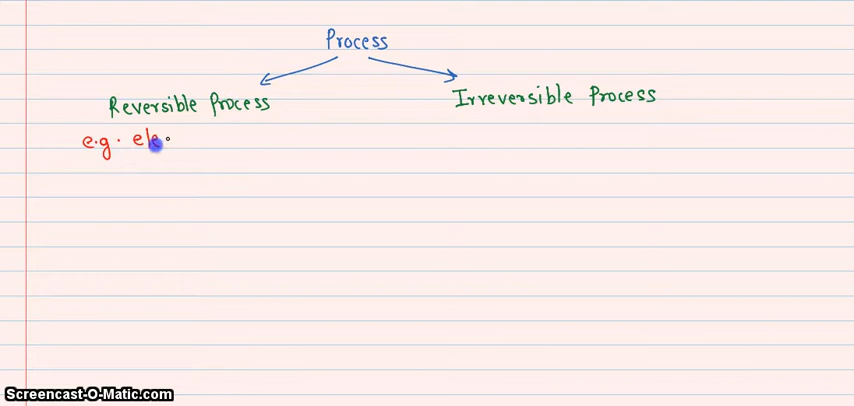 Process
Reversible Process
Irreversible Process
e.g.
Screencast-O-Matic.com